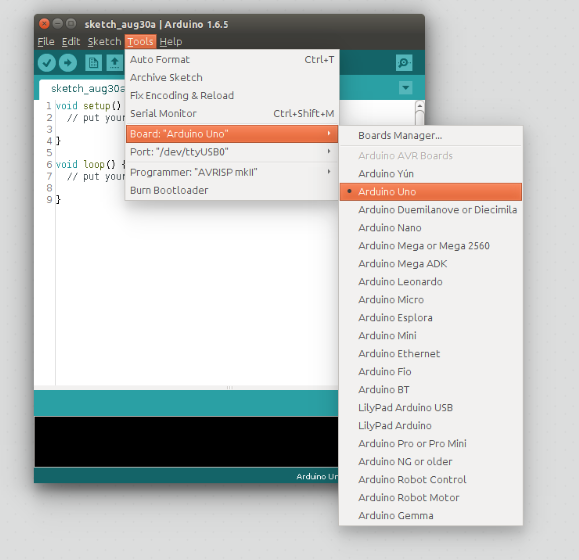 sketch_aug30a | Arduino 1.6.5
File Edit Sketch Tools Help
sketch_aug30a
Auto Format Ctrl+T
Archive Sketch
Fix Encoding & Reload
Serial Monitor Ctrl+Shift+M
Board: "Arduino Uno"
Port: "/dev/ttyUSB0"
Programmer: "AVRISP mkII"
Burn Bootloader
1 void setup()
2 // put your
3
4 }
5
6 void loop() {
7 // put your
8
9 }
Boards Manager...
Arduino AVR Boards
Arduino Yún
Arduino Uno
Arduino Duemilanove or Diecimila
Arduino Nano
Arduino Mega or Mega 2560
Arduino Mega ADK
Arduino Leonardo
Arduino Micro
Arduino Esplora
Arduino Mini
Arduino Ethernet
Arduino Fio
Arduino BT
LilyPad Arduino USB
LilyPad Arduino
Arduino Pro or Pro Mini
Arduino NG or older
Arduino Robot Control
Arduino Robot Motor
Arduino Gemma
Arduino Un